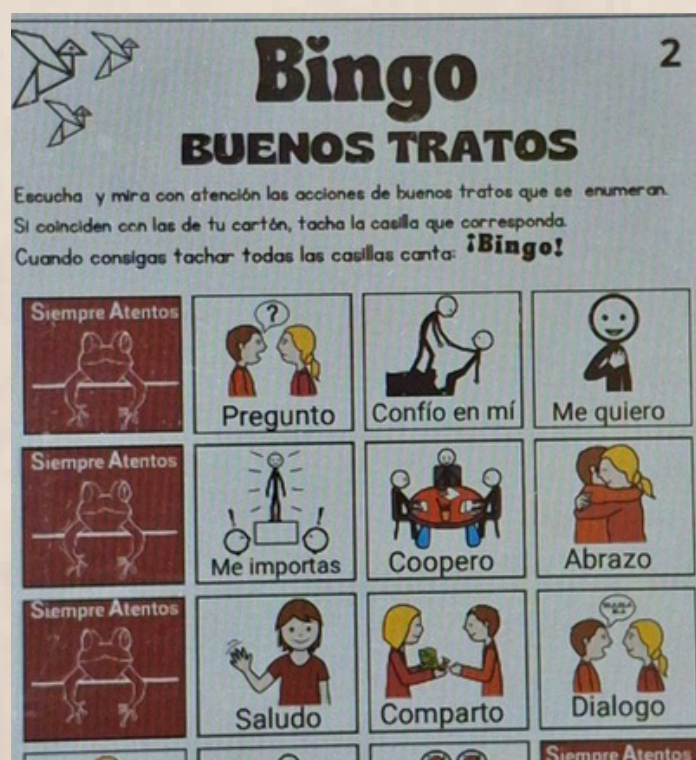 Bingo
2
BUENOS TRATOS
Escucha y mira con atención las acciones de buenos tratos que se enumeran.
Si coinciden con las de tu cartón, tacha la casilla que corresponda.
Cuando consigas tachar todas las casillas canta: ¡Bingo!
Siempre Atentos
?
Pregunto
Confío en mí
Me quiero
Siempre Atentos
Me importas
Coopero
Abrazo
Siempre Atentos
Saludo
Comparto
Dialogo
Siempre Atentos